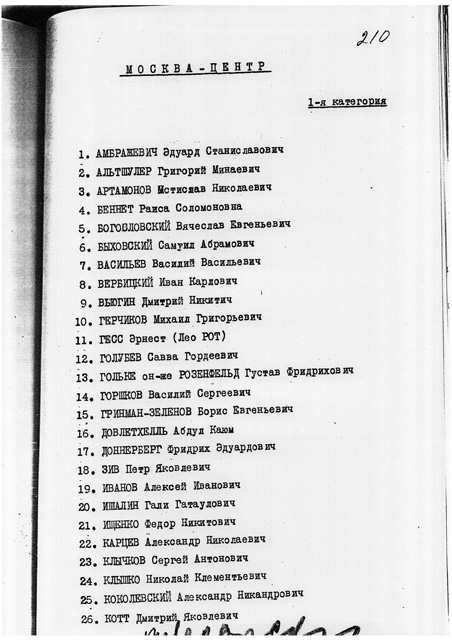 210
МОСКВА-ЦЕНТР
1-я категория
1. АМБРАЖЕВИЧ Эдуард Станиславович
2. АЛЬТШУЛЕР Григорий Минаевич
3. АРТАМОНОВ Мстислав Николаевич
4. БЕННЕТ Раиса Соломоновна
5. БОГОВЛОВСКИЙ Вячеслав Евгеньевич
6. БЫХОВСКИЙ Самуил Абрамович
7. ВАСИЛЬЕВ Василий Васильевич
8. ВЕРБИЦКИЙ Иван Карлович
9. ВЬЮГИН Дмитрий Никитич
10. ГЕРЧИКОВ Михаил Григорьевич
11. ГЕСС Эрнест (Лео РОТ)
12. ГОЛУБЕВ Савва Гордеевич
13. ГОЛЬКЕ он-же РОЗЕНФЕЛЬД Густав Фридрихович
14. ГОРШКОВ Василий Сергеевич
15. ГРИНМАН-ЗЕЛЕНОВ Борис Евгеньевич
16. ДОВЛЕТХЕЛЛЬ Абдул Каюм
17. ДОННЕРБЕРГ Фридрих Эдуардович
18. ЗИВ Петр Яковлевич
19. ИВАНОВ Алексей Иванович
20. ИШАЛИН Гали Гатаулович
21. ИЩЕНКО Федор Никитович
22. КАРЦЕВ Александр Николаевич
23. КЛЫЧКОВ Сергей Антонович
24. КЛЫШКО Николай Клементьевич
25. КОКОЛЕВСКИЙ Александр Никандрович
26. КОТТ Дмитрий Яковлевич